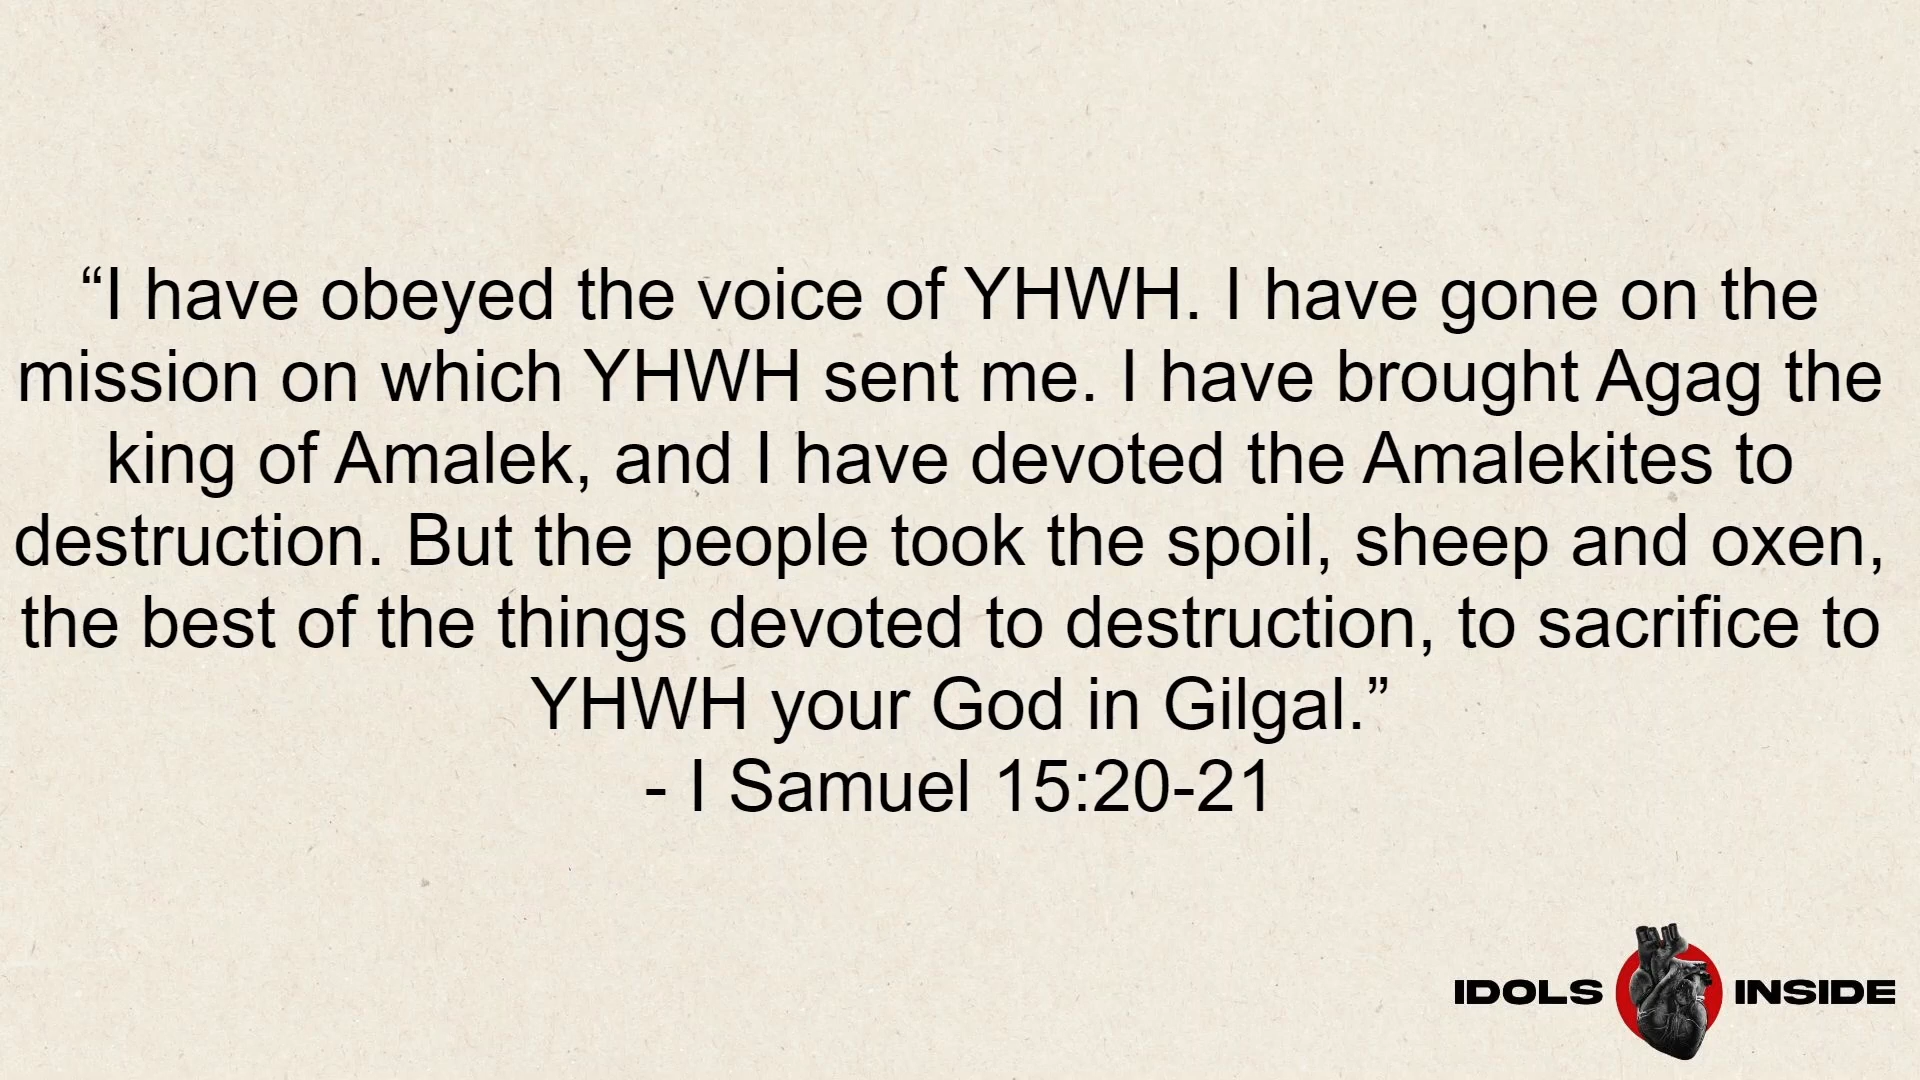 “I have obeyed the voice of YHWH. I have gone on the
mission on which YHWH sent me. I have brought Agag the
king of Amalek, and I have devoted the Amalekites to
destruction. But the people took the spoil, sheep and oxen,
the best of the things devoted to destruction, to sacrifice to
YHWH your God in Gilgal.”
- I Samuel 15:20-21
IDOLS INSIDE